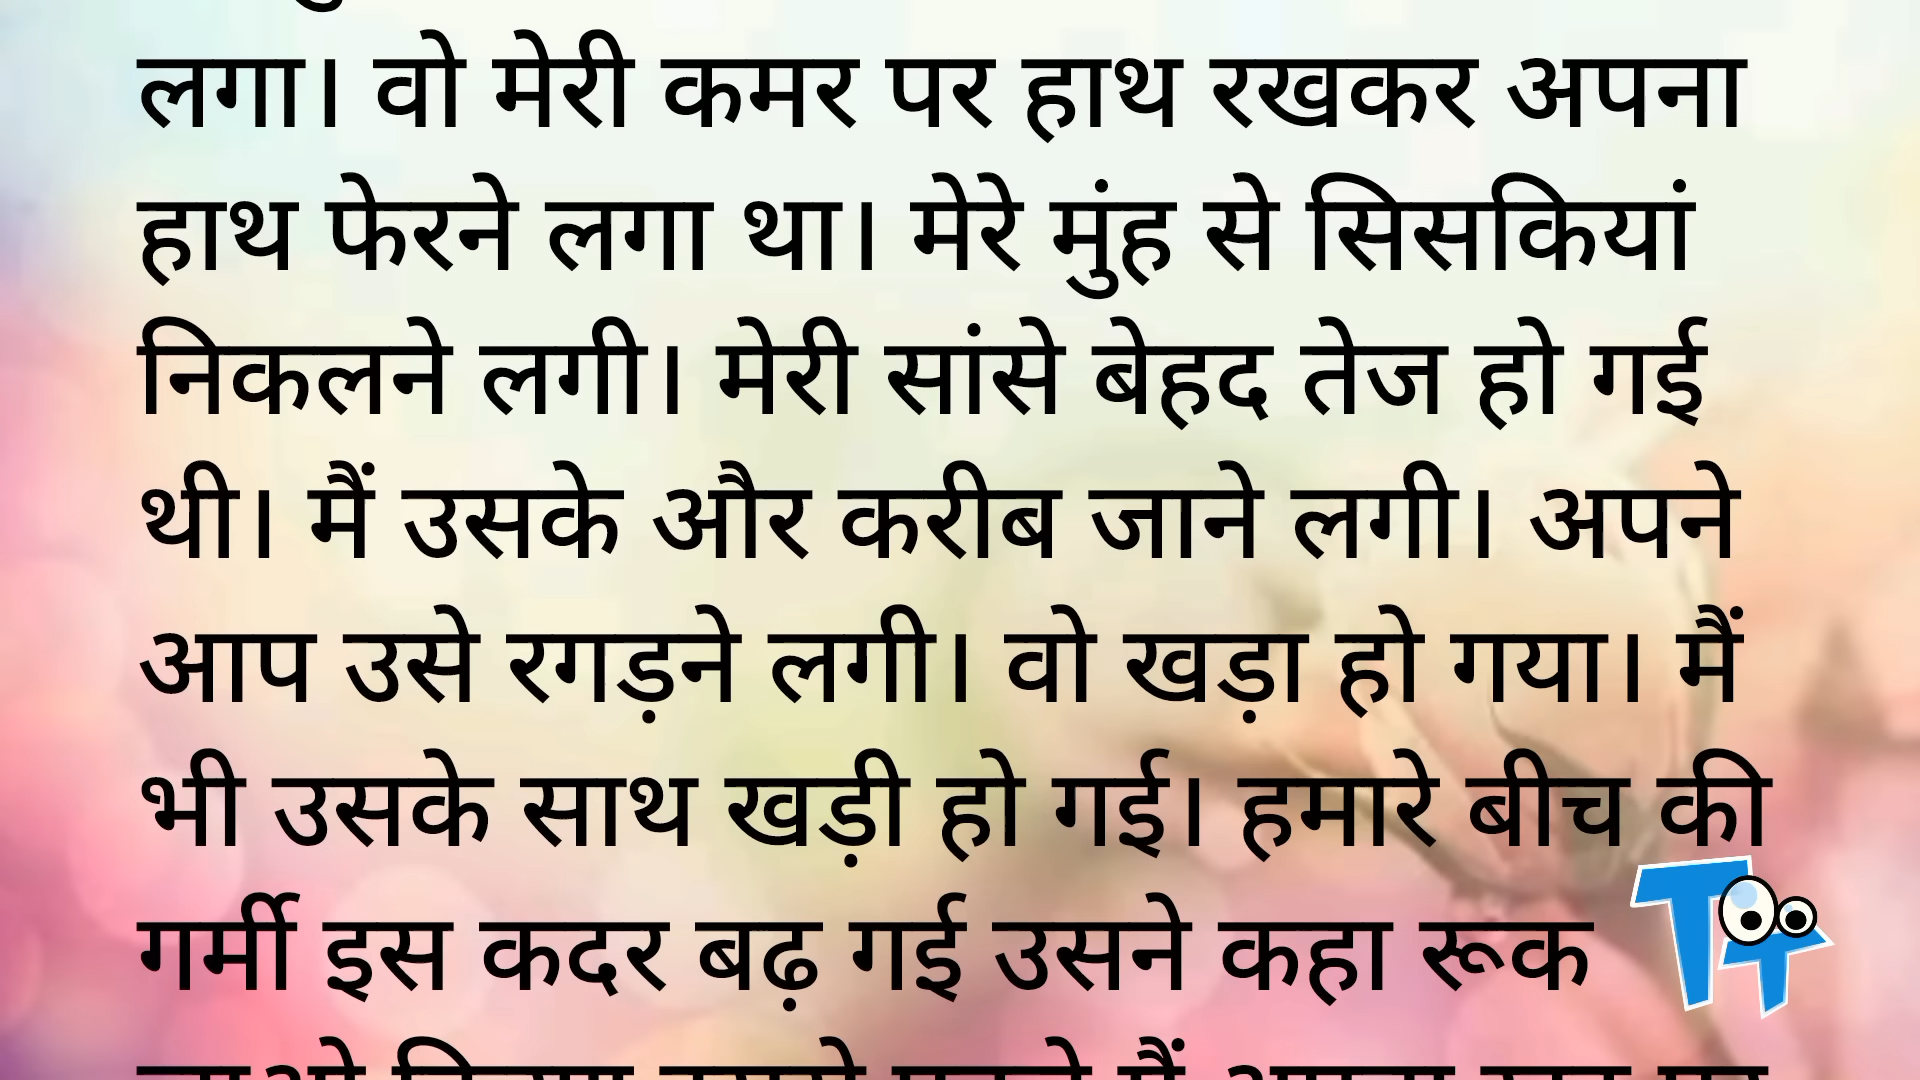 लगा। वो मेरी कमर पर हाथ रखकर अपना
हाथ फेरने लगा था। मेरे मुंह से सिसकियां
निकलने लगी। मेरी सांसे बेहद तेज हो गई
थी। मैं उसके और करीब जाने लगी। अपने
आप उसे रगड़ने लगी। वो खड़ा हो गया। मैं
भी उसके साथ खड़ी हो गई। हमारे बीच की
गर्मी इस कदर बढ़ गई उसने कहा रूक